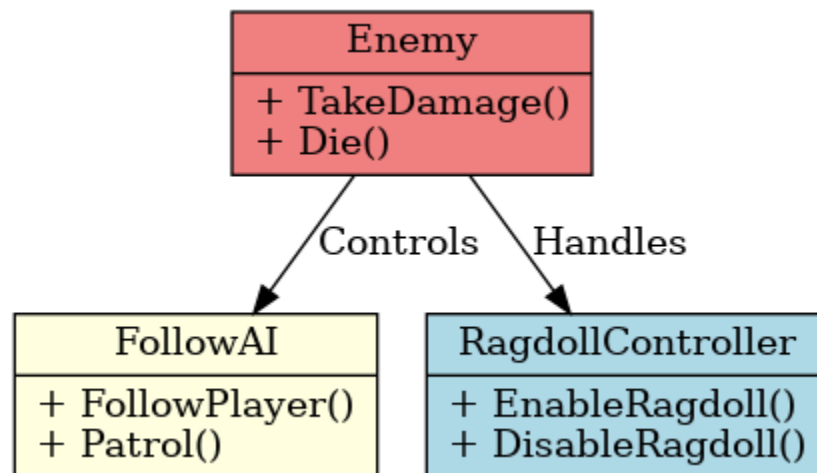 Enemy
+ TakeDamage()
+ Die()
Controls
Handles
FollowAI
+ FollowPlayer()
+ Patrol()
RagdollController
+ EnableRagdoll()
+ DisableRagdoll()